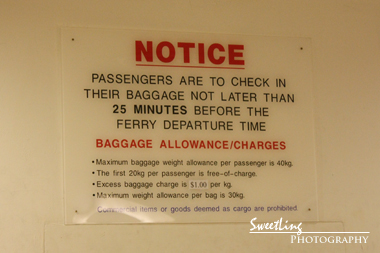 NOTICE
PASSENGERS ARE TO CHECK IN
THEIR BAGGAGE NOT LATER THAN
25 MINUTES BEFORE THE
FERRY DEPARTURE TIME
BAGGAGE ALLOWANCE/CHARGES
• Maximum baggage weight allowance per passenger is 40kg.
• The first 20kg per passenger is free-of-charge.
• Excess baggage charge is $1.00 per kg.
• Maximum weight per bag is 30kg.
Commercial items or goods deemed as cargo are prohibited.
SWEETLING
PHOTOGRAPHY